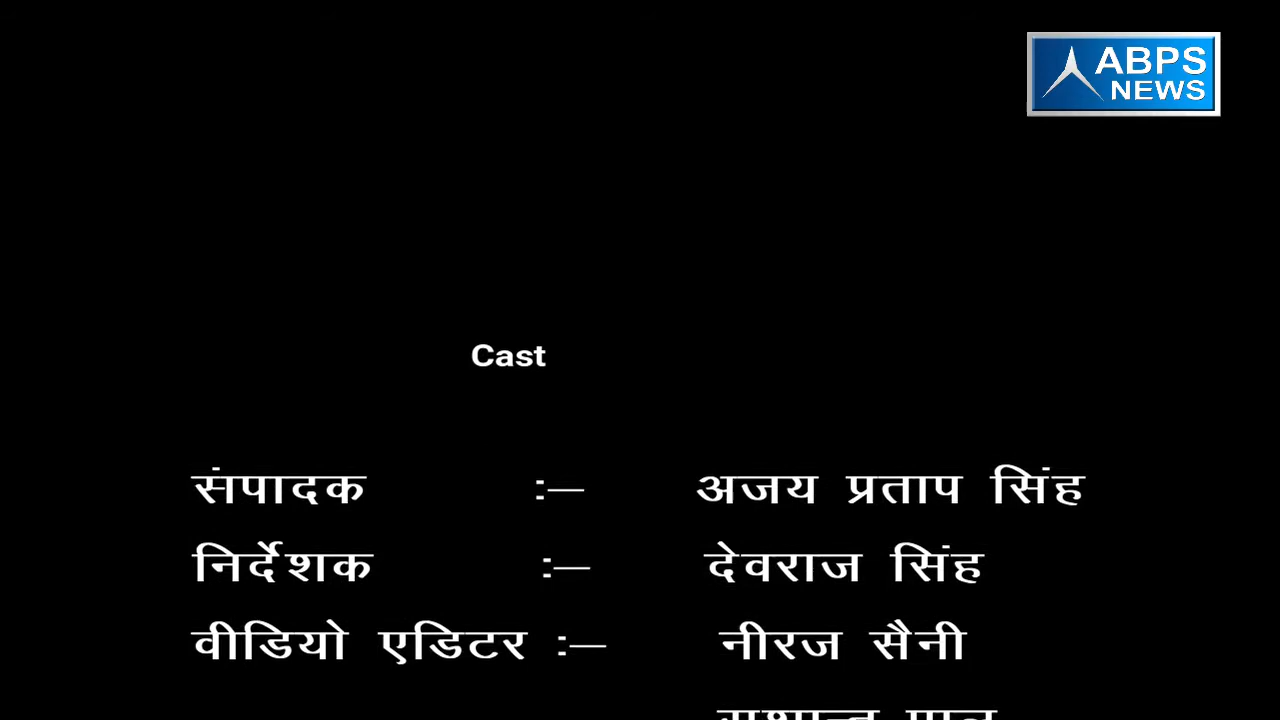 ABPS
NEWS
Cast
संपादक :— अजय प्रताप सिंह
निर्देशक :— देवराज सिंह
वीडियो एडिटर :— नीरज सैनी